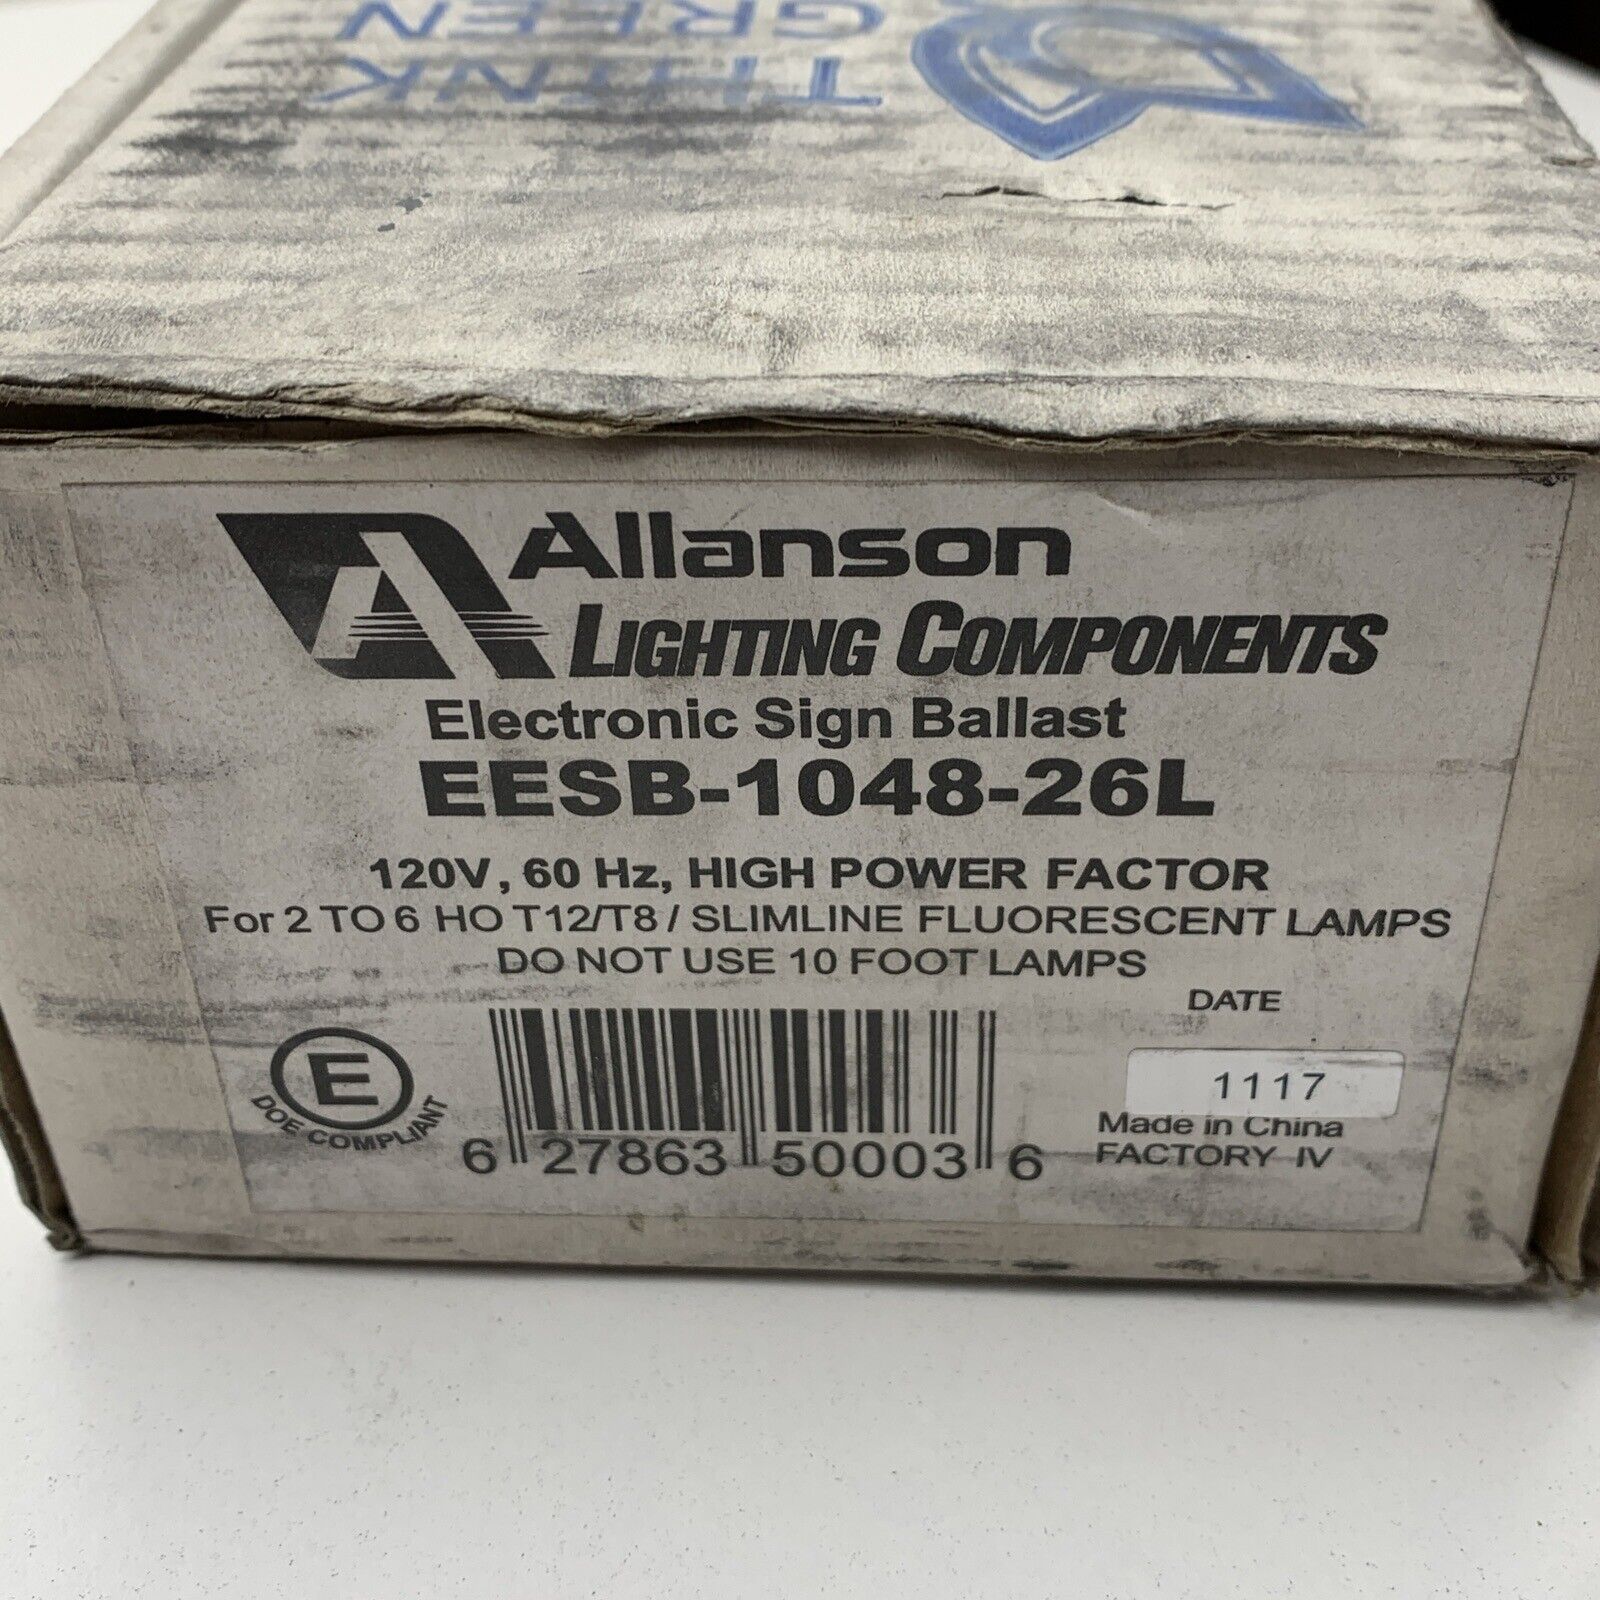 THINK
GREEN
Allanson
LIGHTING COMPONENTS
Electronic Sign Ballast
EESB-1048-26L
120V, 60 Hz, HIGH POWER FACTOR
For 2 TO 6 HO T12/T8 / SLIMLINE FLUORESCENT LAMPS
DO NOT USE 10 FOOT LAMPS
DATE
1117
E
DOE COMPLIANT
Made in China
FACTORY IV
6 27863 50003 6